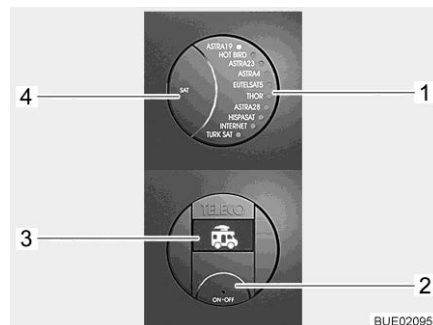 ASTRA19
HOT BIRD
ASTRA23
ASTRA4
EUTELSAT5
THOR
ASTRA28
HISPASAT
INTERNET
TURK SAT
SAT
4
1
TELECO
3
2
ON-OFF
BUE02095